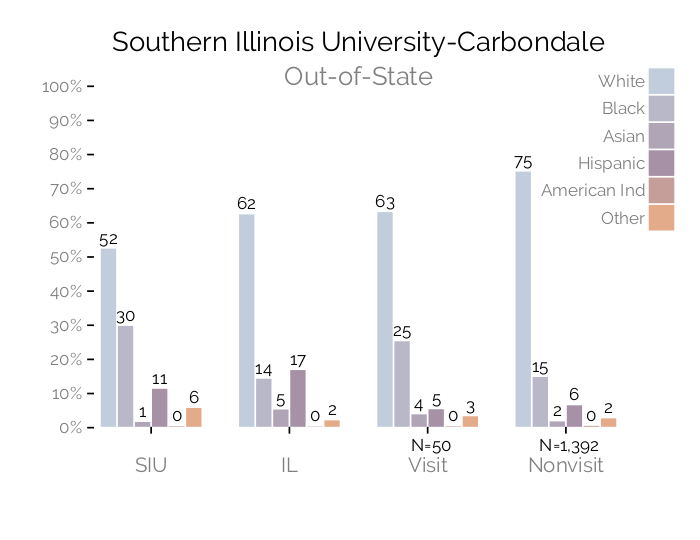 Southern Illinois University-Carbondale
Out-of-State
White
Black
Asian
Hispanic
American Ind
Other
100%
90%
80%
70%
60%
50%
40%
30%
20%
10%
0%
52
30
1
11
0
6
62
14
5
17
0
2
63
25
4
5
0
3
75
15
2
6
0
2
N=50
N=1,392
SIU
IL
Visit
Nonvisit